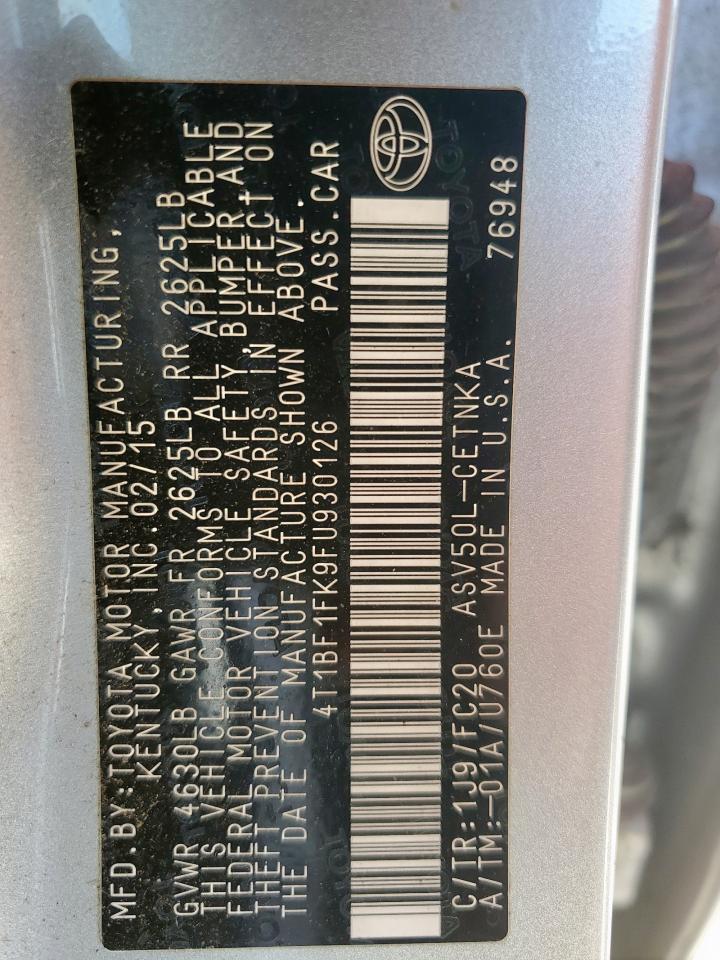 MFD.BY:TOYOTA MOTOR MANUFACTURING,
KENTUCKY, INC.02/15
GVWR 4630LB GAWR FR 2625LB RR 2625LB
THIS VEHICLE CONFORMS TO ALL APPLICABLE
FEDERAL MOTOR VEHICLE SAFETY, BUMPER, AND
THEFT PREVENTION STANDARDS IN EFFECT ON
THE DATE OF MANUFACTURE SHOWN ABOVE.
4T1BF1FK9FU930126 PASS.CAR
C/TR:1J9/FC20 ASV50L-CETNKA 76948
A/TM:-01A/U760E MADE IN U.S.A.